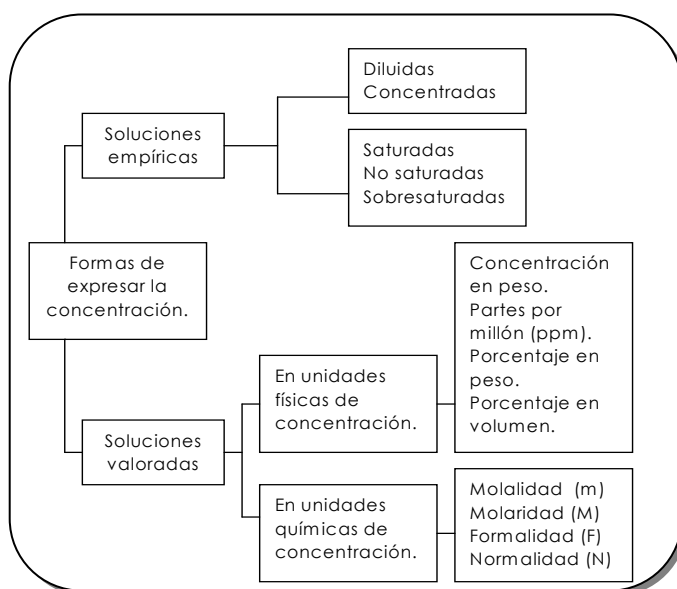 Diluidas
Concentradas
Soluciones
empíricas
Saturadas
No saturadas
Sobresaturadas
Formas de
expresar la
concentración.
Concentración
en peso.
Partes por
millón (ppm).
Porcentaje en
peso.
Porcentaje en
volumen.
En unidades
físicas de
concentración.
Soluciones
valoradas
En unidades
químicas de
concentración.
Molalidad (m)
Molaridad (M)
Formalidad (F)
Normalidad (N)